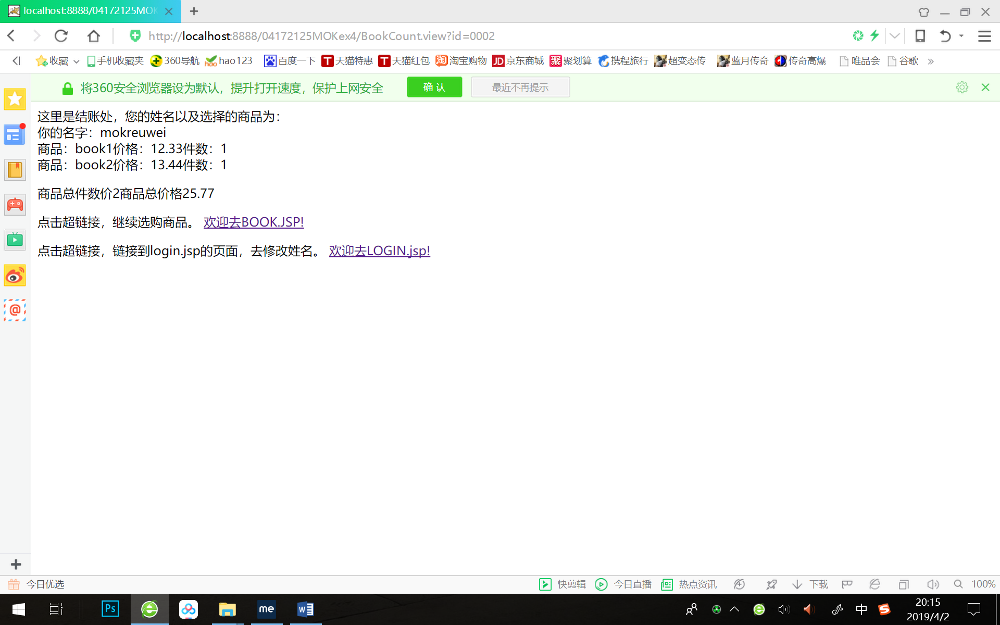 localhost:8888/04172125MOK
http://localhost:8888/04172125MOKex4/BookCount.view?id=0002
收藏 手机收藏夹 360导航 hao123 百度一下 天猫特惠 天猫红包 淘宝购物 京东商城 聚划算 携程旅行 超变态传 蓝月传奇 传奇高爆 唯品会 谷歌 »
将360安全浏览器设为默认，提升打开速度，保护上网安全 确 认 最近不再提示
这里是结账处，您的姓名以及选择的商品为：
你的名字：mokreuwei
商品：book1价格：12.33件数：1
商品：book2价格：13.44件数：1
商品总件数价2商品总价格25.77
点击超链接，继续选购商品。 欢迎去BOOK.JSP!
点击超链接，链接到login.jsp的页面，去修改姓名。 欢迎去LOGIN.jsp!
今日优选 快剪辑 今日直播 热点资讯 下载 100%
Ps me W 中 S 20:15
2019/4/2